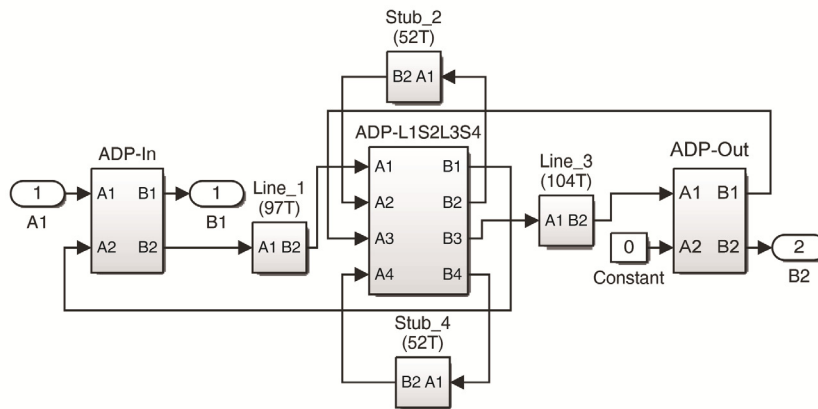 Stub_2
(52T)
B2 A1
ADP-L1S2L3S4
ADP-In
ADP-Out
Line_1
(97T)
Line_3
(104T)
1
A1
A1 B1
A2 B2
1
B1
A1 B2
A1 B1
A2 B2
A3 B3
A4 B4
A1 B2
A1 B1
A2 B2
0
Constant
2
B2
Stub_4
(52T)
B2 A1